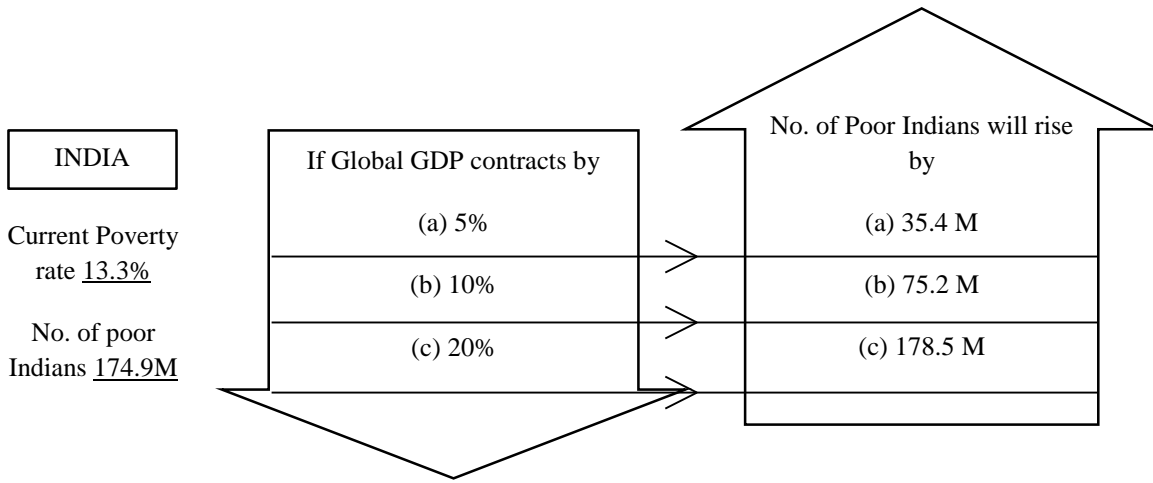 INDIA
Current Poverty
rate 13.3%
No. of poor
Indians 174.9M
If Global GDP contracts by
(a) 5%
(b) 10%
(c) 20%
No. of Poor Indians will rise
by
(a) 35.4 M
(b) 75.2 M
(c) 178.5 M